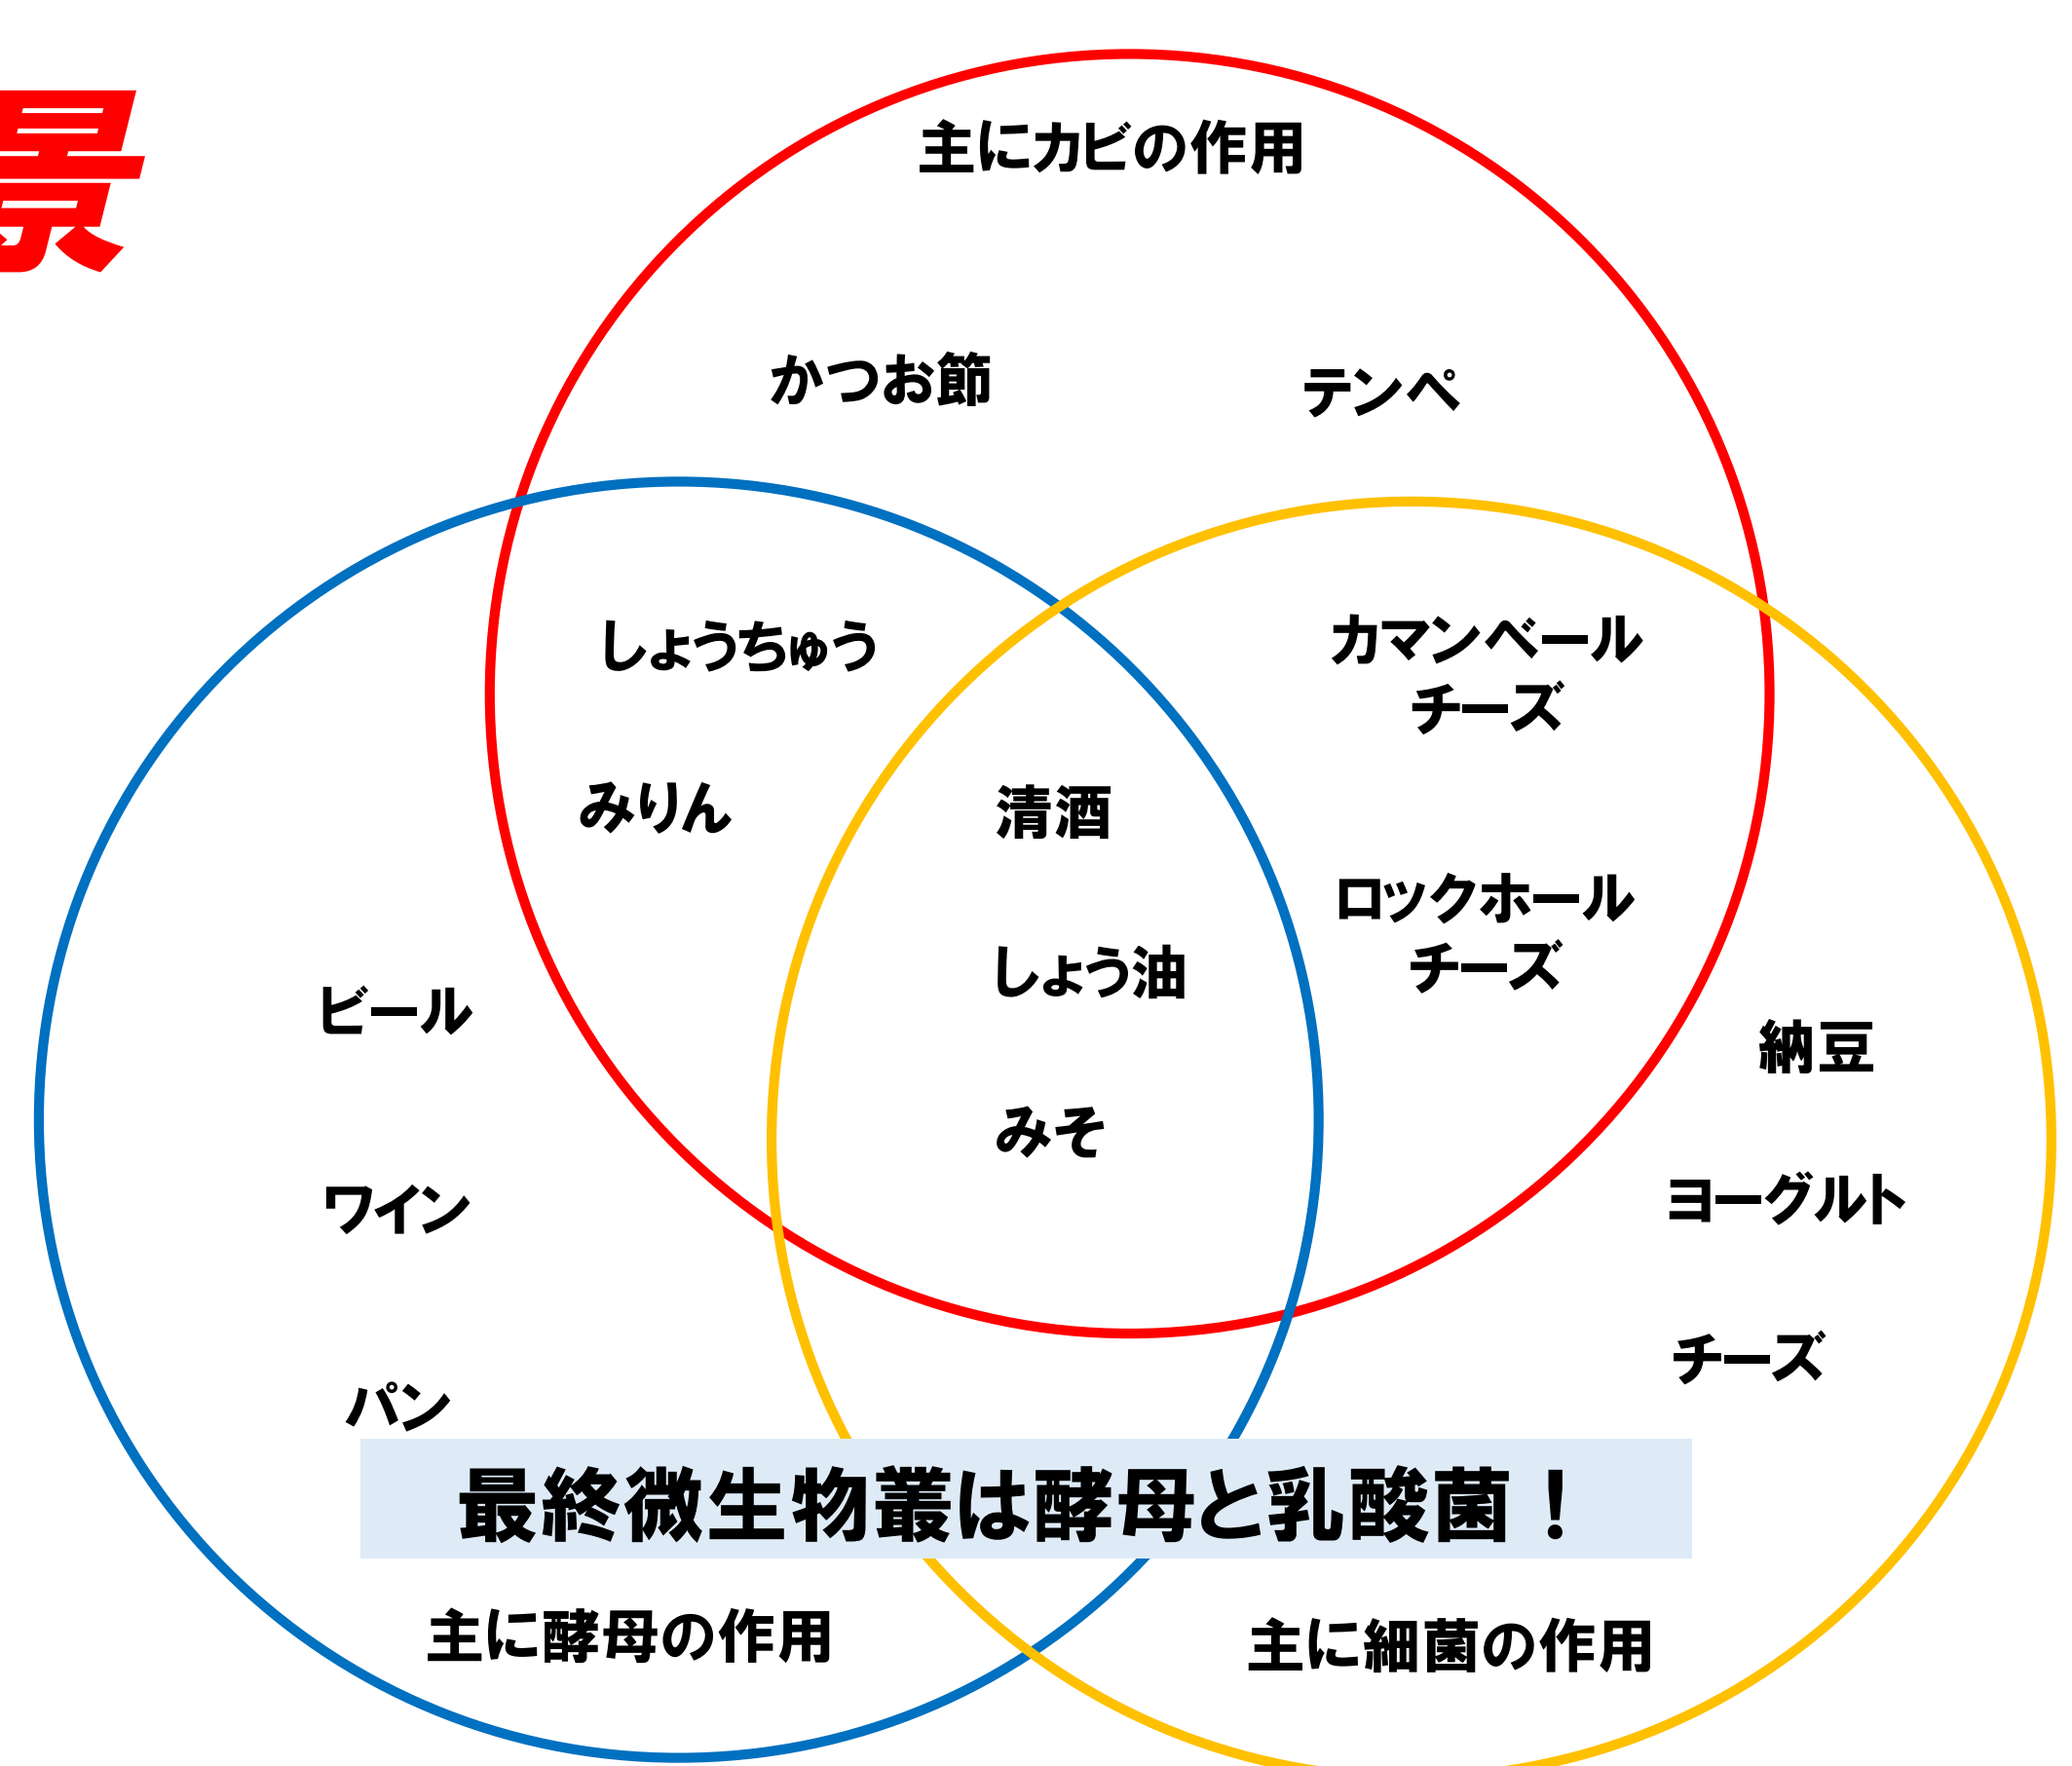 景
主にカビの作用
かつお節
テンペ
しょうちゅう
カマンベール
チーズ
みりん
清酒
ロックホール
チーズ
しょう油
ビール
納豆
みそ
ワイン
ヨーグルト
チーズ
パン
最終微生物叢は酵母と乳酸菌！
主に酵母の作用
主に細菌の作用